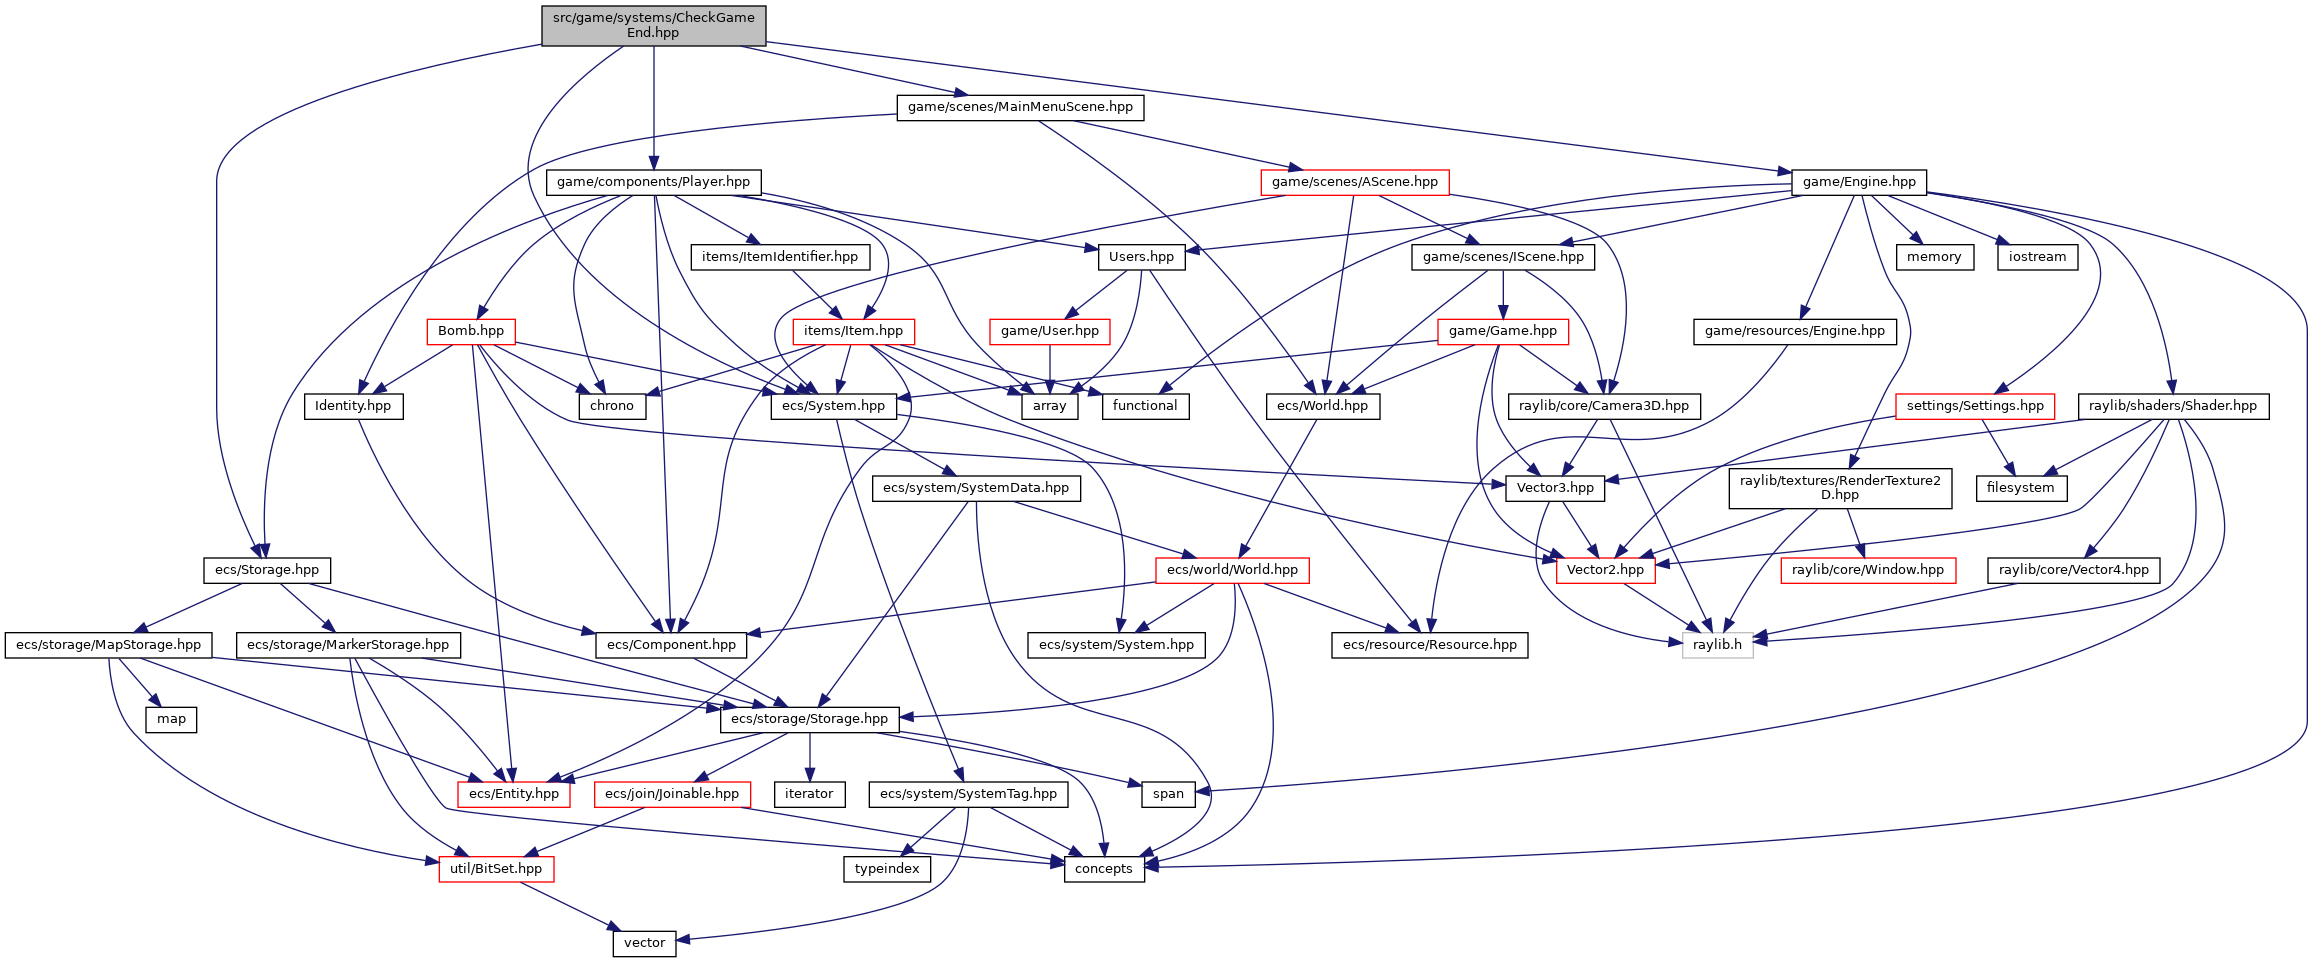 src/game/systems/CheckGame
End.hpp
game/scenes/MainMenuScene.hpp
game/components/Player.hpp
game/scenes/AScene.hpp
game/Engine.hpp
items/ItemIdentifier.hpp
Users.hpp
game/scenes/IScene.hpp
memory
iostream
Bomb.hpp
items/Item.hpp
game/User.hpp
game/Game.hpp
game/resources/Engine.hpp
Identity.hpp
chrono
ecs/System.hpp
array
functional
ecs/World.hpp
raylib/core/Camera3D.hpp
settings/Settings.hpp
raylib/shaders/Shader.hpp
ecs/system/SystemData.hpp
Vector3.hpp
raylib/textures/RenderTexture2
D.hpp
filesystem
ecs/Storage.hpp
ecs/world/World.hpp
Vector2.hpp
raylib/core/Window.hpp
raylib/core/Vector4.hpp
ecs/storage/MapStorage.hpp
ecs/storage/MarkerStorage.hpp
ecs/Component.hpp
ecs/system/System.hpp
ecs/resource/Resource.hpp
raylib.h
map
ecs/storage/Storage.hpp
ecs/Entity.hpp
ecs/join/Joinable.hpp
iterator
ecs/system/SystemTag.hpp
span
util/BitSet.hpp
typeindex
concepts
vector